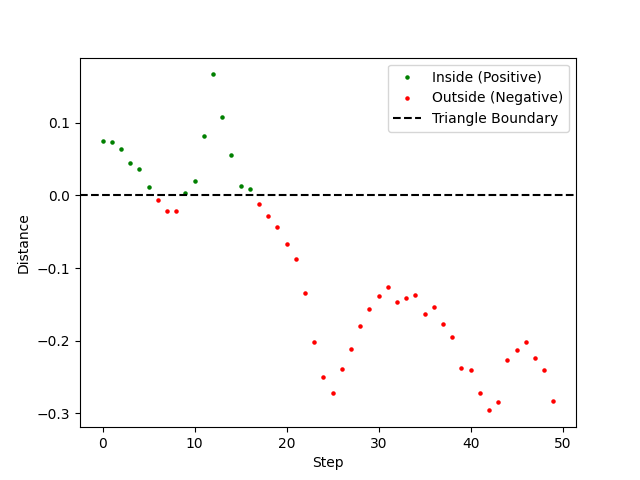 Inside (Positive)
Outside (Negative)
Triangle Boundary
Distance
0.1
0.0
−0.1
−0.2
−0.3
0 10 20 30 40 50
Step